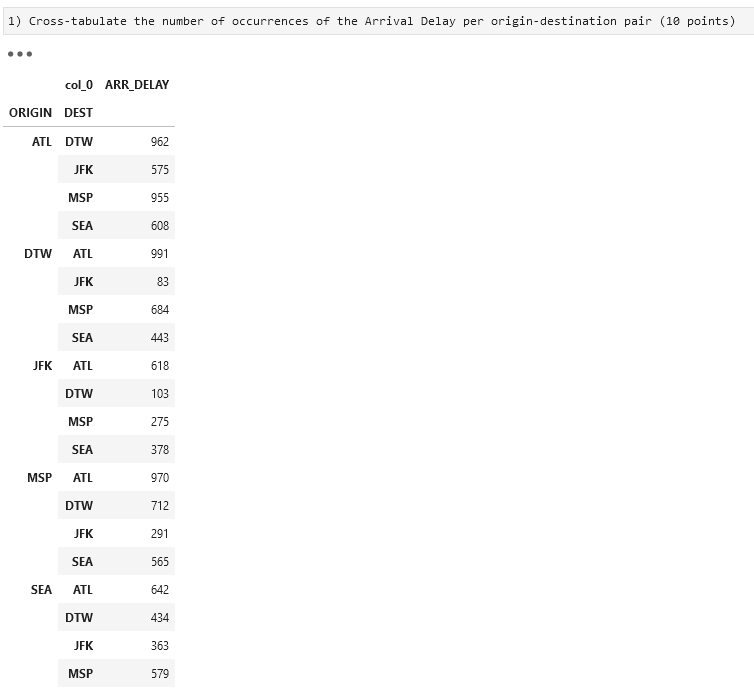 1) Cross-tabulate the number of occurrences of the Arrival Delay per origin-destination pair (10 points)
col_0 ARR_DELAY
ORIGIN DEST
ATL DTW 962
JFK 575
MSP 955
SEA 608
DTW ATL 991
JFK 83
MSP 684
SEA 443
JFK ATL 618
DTW 103
MSP 275
SEA 378
MSP ATL 970
DTW 712
JFK 291
SEA 565
SEA ATL 642
DTW 434
JFK 363
MSP 579